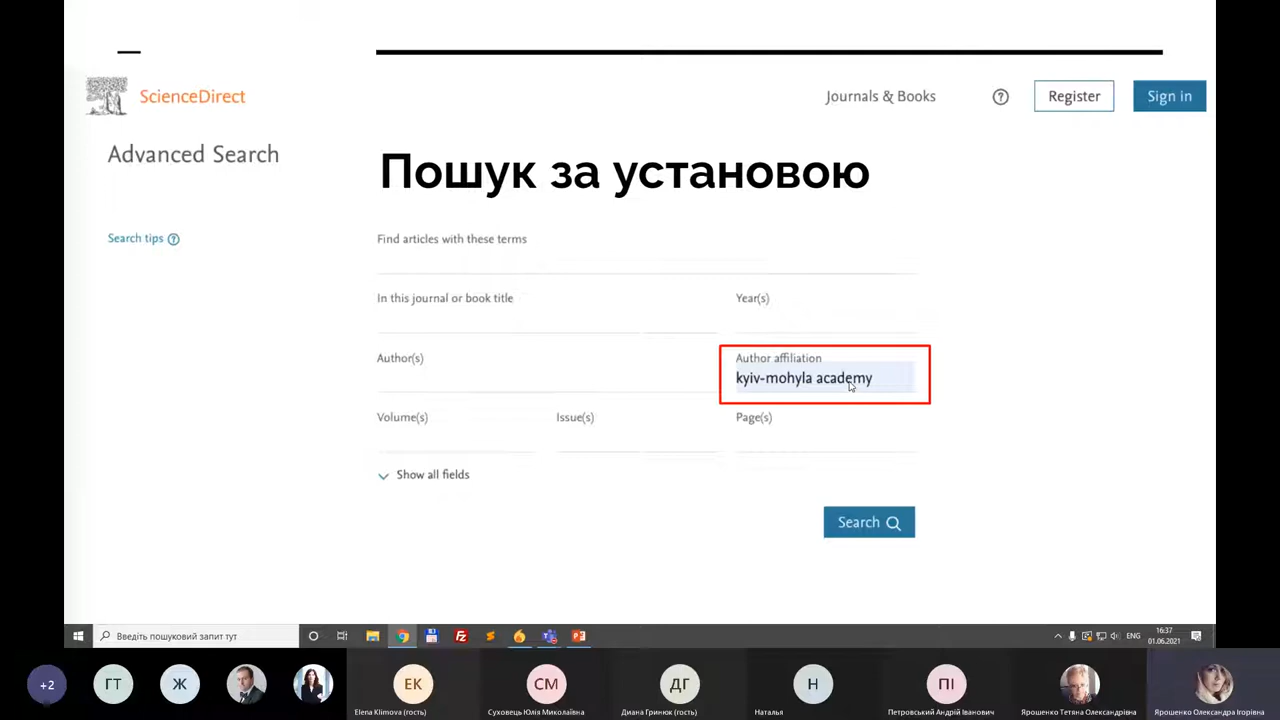 ScienceDirect
Journals & Books
?
Register
Sign in
Advanced Search
Пошук за установою
Search tips ?
Find articles with these terms
In this journal or book title
Year(s)
Author(s)
Author affiliation
kyiv-mohyla academy
Volume(s)
Issue(s)
Page(s)
Show all fields
Search
Введіть пошуковий запит тут
ENG
16:37
01.06.2021
+2
ГТ
Ж
ЕК
СМ
ДГ
Н
ПІ
Elena Klimova (гость)
Суховець Юлія Миколаївна
Диана Гринюк (гость)
Наталья
Петровський Андрій Іванович
Ярошенко Тетяна Олександрівна
Ярошенко Олександра Ігорівна